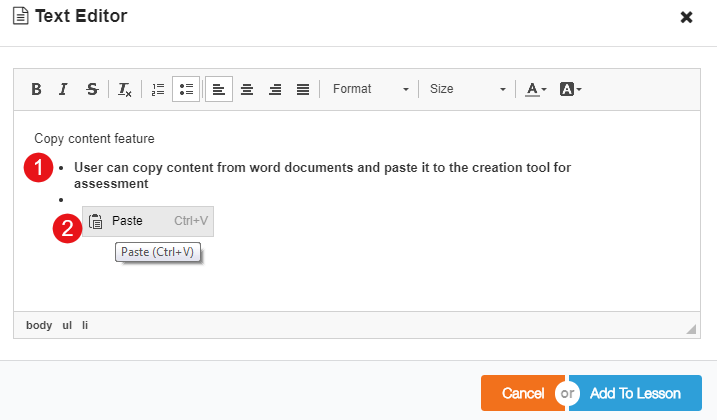 Text Editor
B I S Tx Format Size A A
Copy content feature
1 • User can copy content from word documents and paste it to the creation tool for
assessment
•
2 Paste Ctrl+V
Paste (Ctrl+V)
body ul li
Cancel or Add To Lesson